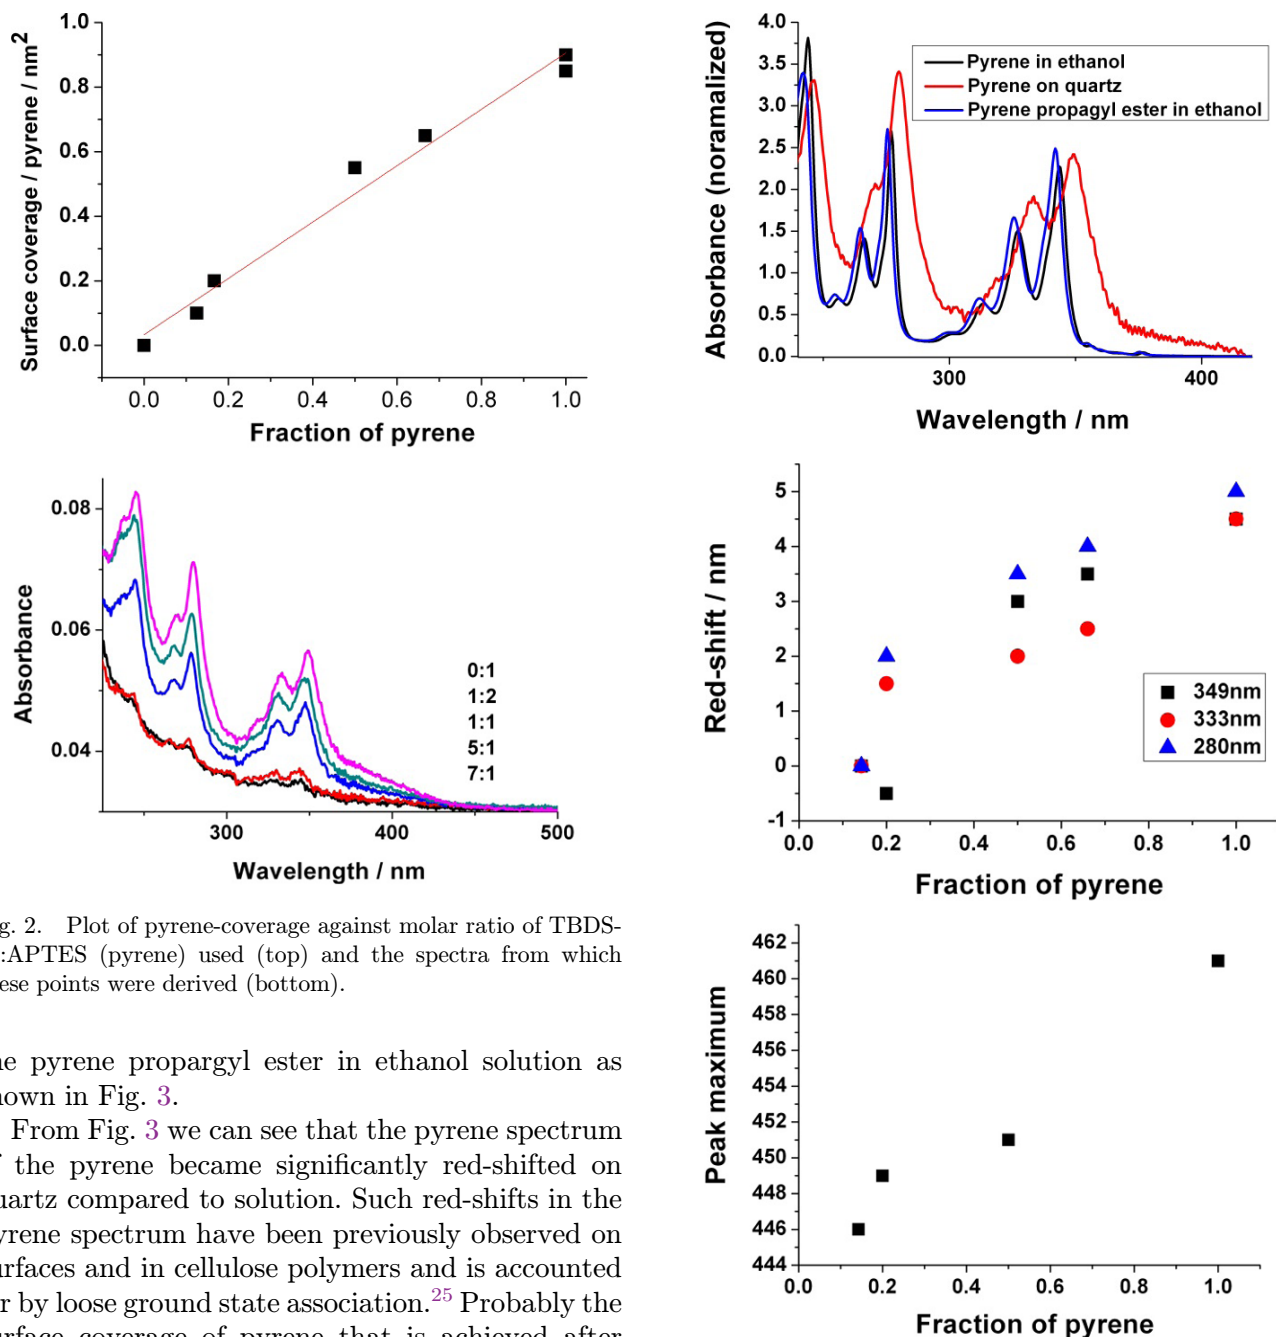 1.0
0.8
0.6
0.4
0.2
0.0
Surface coverage / pyrene / nm2
0.0 0.2 0.4 0.6 0.8 1.0
Fraction of pyrene
0.08
0.06
0.04
Absorbance
0:1
1:2
1:1
5:1
7:1
300 400 500
Wavelength / nm
g. 2. Plot of pyrene-coverage against molar ratio of TBDS-
:APTES (pyrene) used (top) and the spectra from which
ese points were derived (bottom).
he pyrene propargyl ester in ethanol solution as
hown in Fig. 3.
From Fig. 3 we can see that the pyrene spectrum
f the pyrene became significantly red-shifted on
uartz compared to solution. Such red-shifts in the
yrene spectrum have been previously observed on
urfaces and in cellulose polymers and is accounted
r by loose ground state association.25 Probably the
urface coverage of pyrene that is achieved after
4.0
3.5
3.0
2.5
2.0
1.5
1.0
0.5
0.0
Absorbance (noramalized)
Pyrene in ethanol
Pyrene on quartz
Pyrene propagyl ester in ethanol
300 400
Wavelength / nm
5
4
3
2
1
0
-1
Red-shift / nm
349nm
333nm
280nm
0.0 0.2 0.4 0.6 0.8 1.0
Fraction of pyrene
462
460
458
456
454
452
450
448
446
444
Peak maximum
0.0 0.2 0.4 0.6 0.8 1.0
Fraction of pyrene